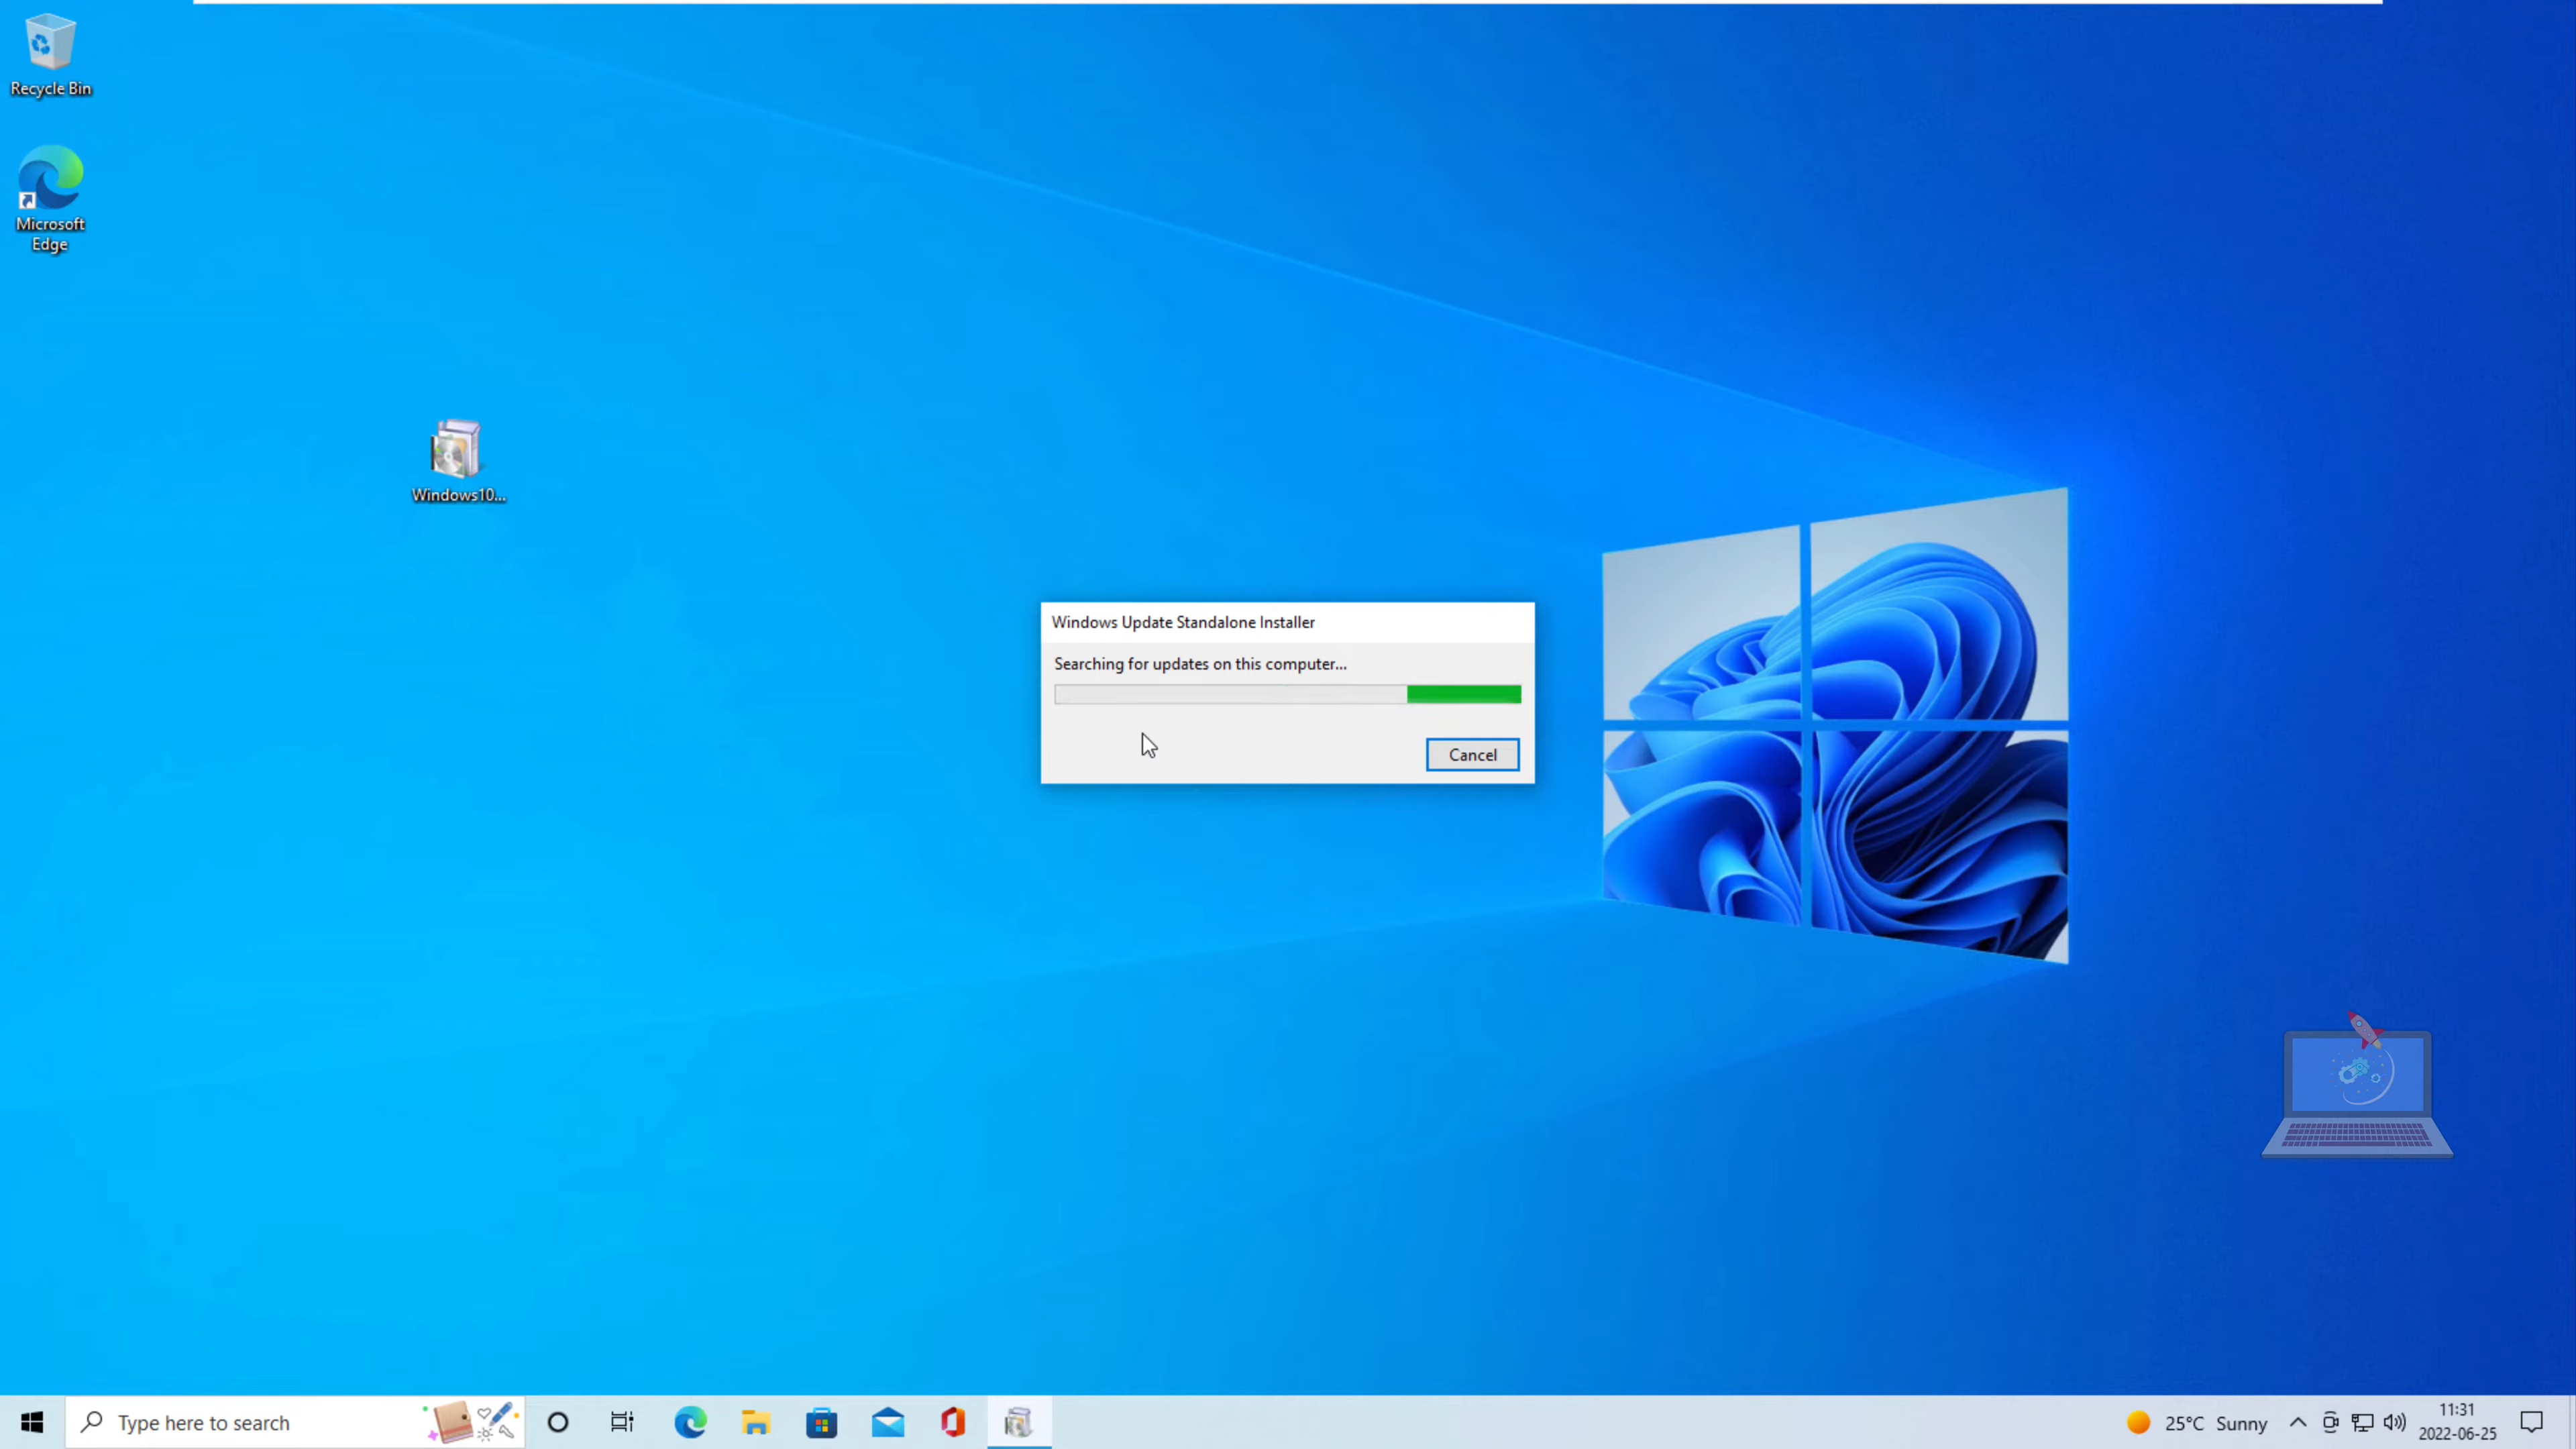 Recycle Bin
Microsoft
Edge
Windows10...
Windows Update Standalone Installer
Searching for updates on this computer...
Cancel
Type here to search
25°C Sunny
11:31
2022-06-25